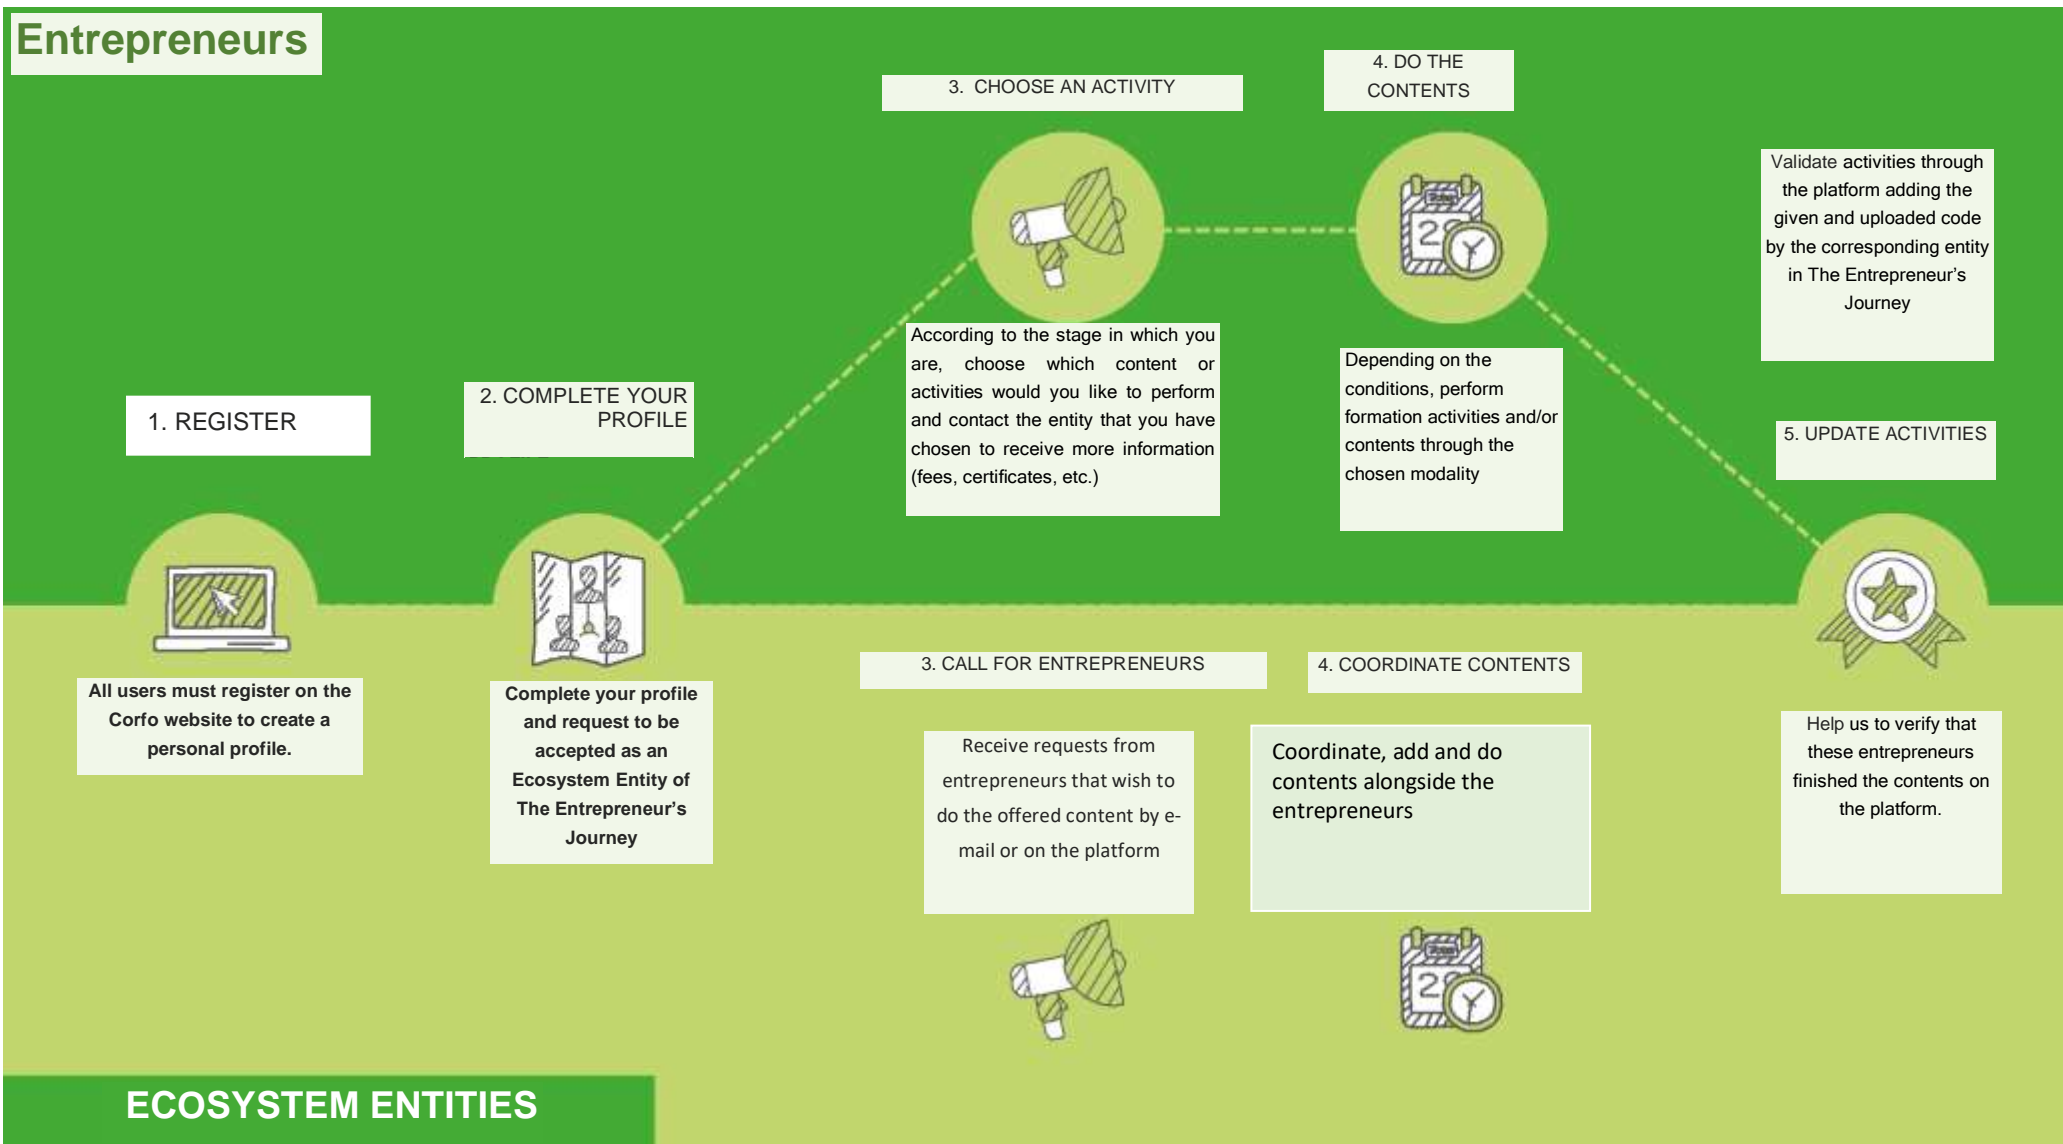 Entrepreneurs
1. REGISTER
All users must register on the
Corfo website to create a
personal profile.
2. COMPLETE YOUR
PROFILE
Complete your profile
and request to be
accepted as an
Ecosystem Entity of
The Entrepreneur’s
Journey
3. CHOOSE AN ACTIVITY
According to the stage in which you
are, choose which content or
activities would you like to perform
and contact the entity that you have
chosen to receive more information
(fees, certificates, etc.)
4. DO THE
CONTENTS
Depending on the
conditions, perform
formation activities and/or
contents through the
chosen modality
Validate activities through
the platform adding the
given and uploaded code
by the corresponding entity
in The Entrepreneur’s
Journey
5. UPDATE ACTIVITIES
3. CALL FOR ENTREPRENEURS
Receive requests from
entrepreneurs that wish to
do the offered content by e-
mail or on the platform
4. COORDINATE CONTENTS
Coordinate, add and do
contents alongside the
entrepreneurs
Help us to verify that
these entrepreneurs
finished the contents on
the platform.
ECOSYSTEM ENTITIES